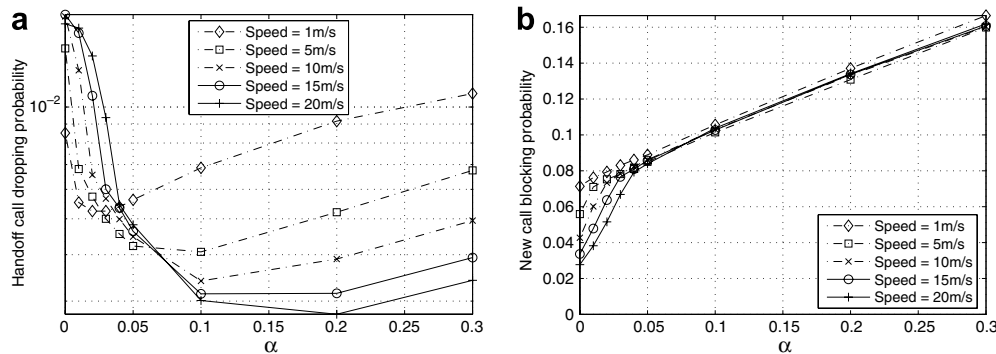 a
Handoff call dropping probability
10⁻²
Speed = 1m/s
Speed = 5m/s
Speed = 10m/s
Speed = 15m/s
Speed = 20m/s
0 0.05 0.1 0.15 0.2 0.25 0.3
α
b
New call blocking probability
0.16
0.14
0.12
0.1
0.08
0.06
0.04
0.02
0
Speed = 1m/s
Speed = 5m/s
Speed = 10m/s
Speed = 15m/s
Speed = 20m/s
0 0.05 0.1 0.15 0.2 0.25 0.3
α